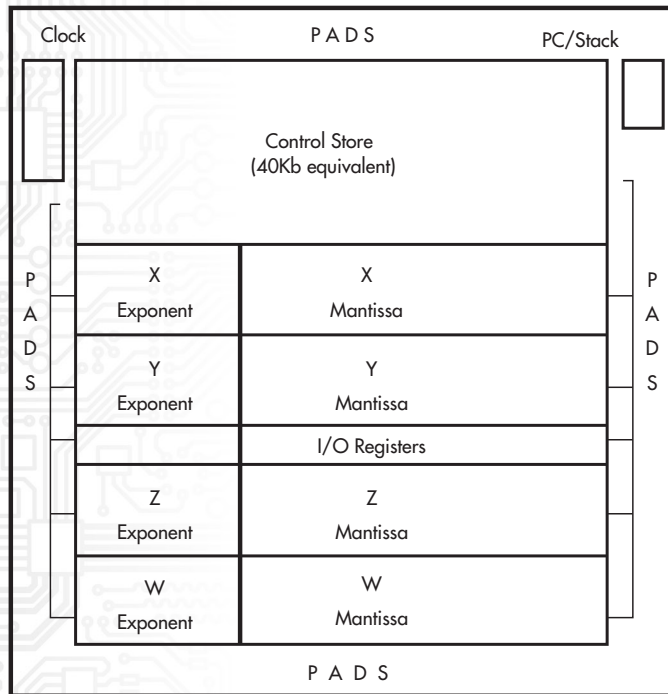 Clock
P A D S
PC/Stack
Control Store
(40Kb equivalent)
P
A
D
S
X
Exponent
X
Mantissa
Y
Exponent
Y
Mantissa
I/O Registers
Z
Exponent
Z
Mantissa
W
Exponent
W
Mantissa
P
A
D
S
P A D S